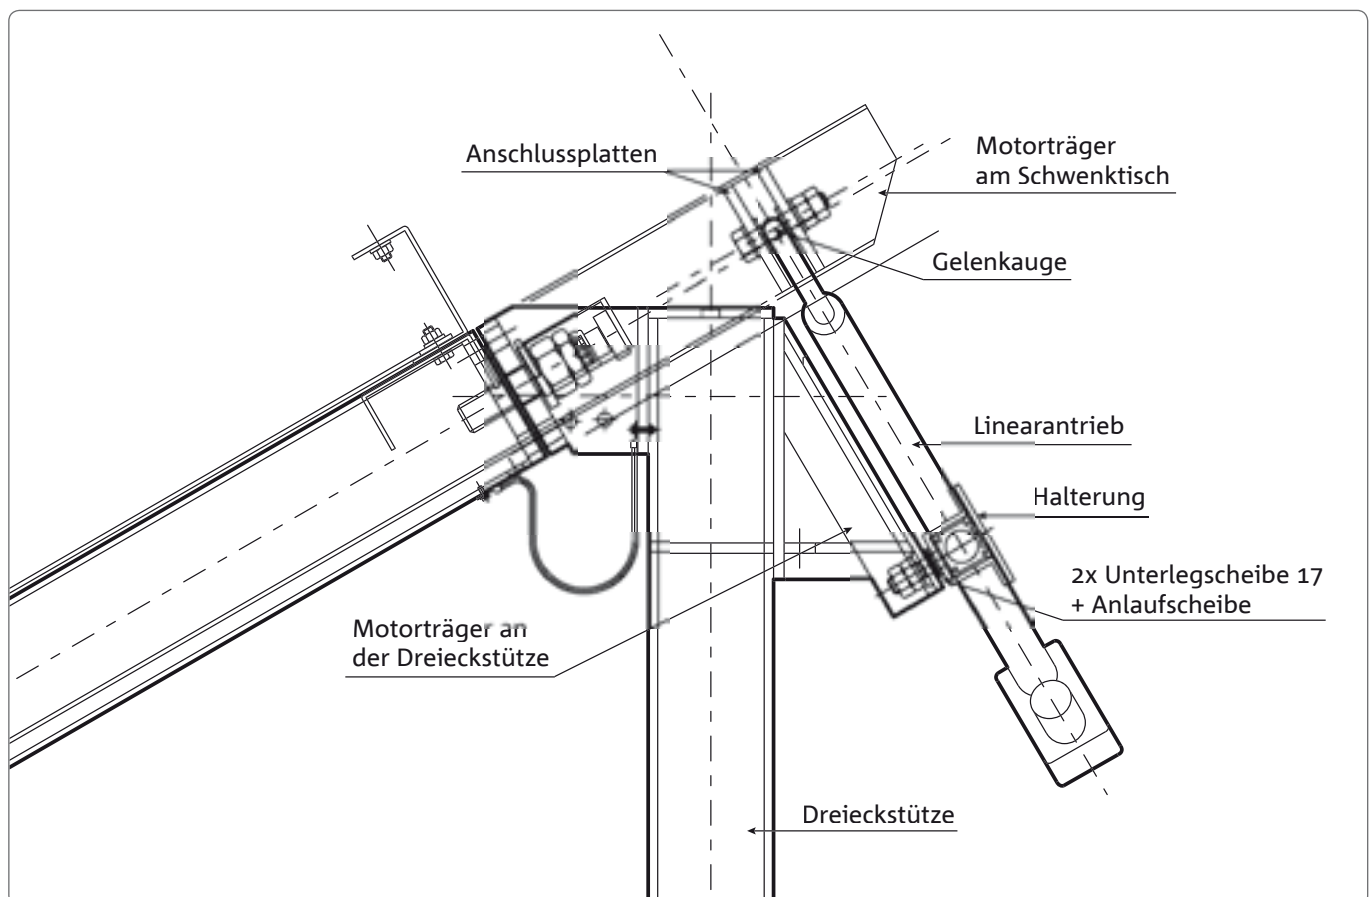 Anschlussplatten
Motorträger
am Schwenktisch
Gelenkauge
Linearantrieb
Halterung
2x Unterlegscheibe 17
+ Anlaufscheibe
Motorträger an
der Dreieckstütze
Dreieckstütze